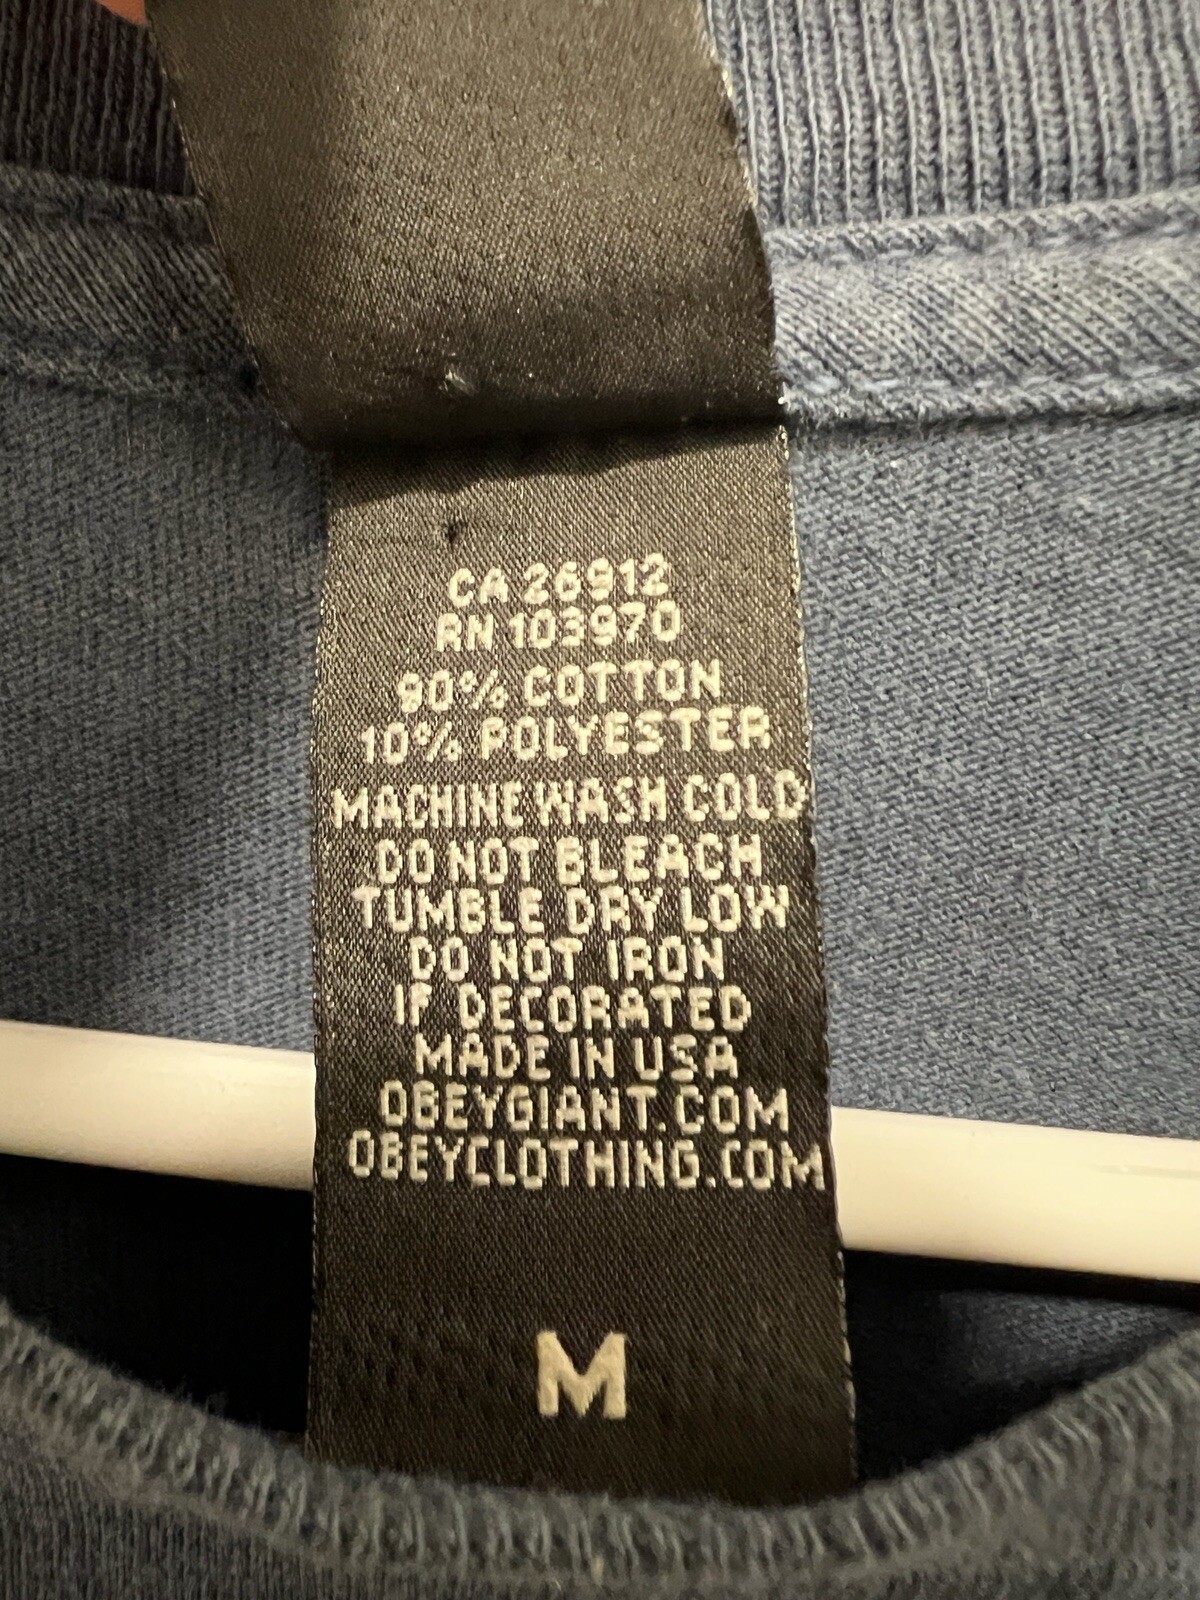 CA 26912
RN 103970
90% COTTON
10% POLYESTER
MACHINE WASH COLD
DO NOT BLEACH
TUMBLE DRY LOW
DO NOT IRON
IF DECORATED
MADE IN USA
OBEYGIANT.COM
OBEYCLOTHING.COM
M